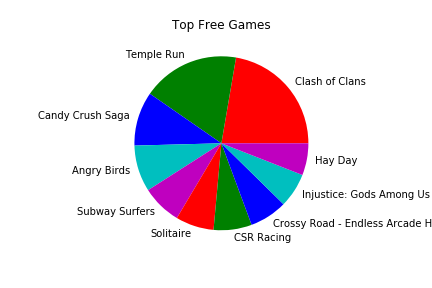 Top Free Games
Temple Run
Clash of Clans
Candy Crush Saga
Angry Birds
Hay Day
Injustice: Gods Among Us
Subway Surfers
Crossy Road - Endless Arcade H
Solitaire
CSR Racing